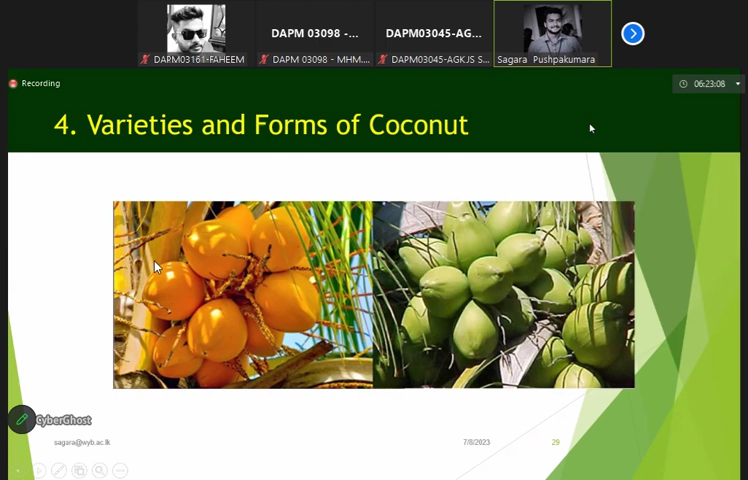 DAPM 03098 -...
DAPM03045-AG...
DAPM03161-FAHEEM
DAPM 03098 - MHM....
DAPM03045-AGKJS S...
Sagara Pushpakumara
Recording
06:23:08
4. Varieties and Forms of Coconut
CyberGhost
sagara@wyb.ac.lk
7/8/2023
29